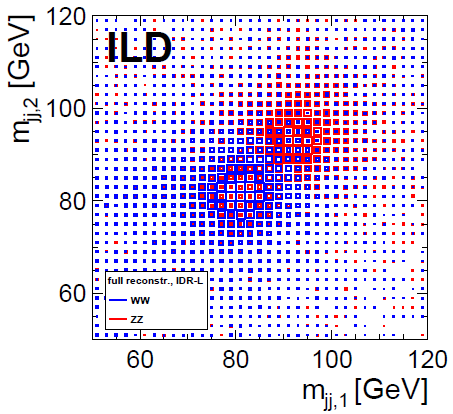 120
ILD
100
80
60
m_jj,2 [GeV]
full reconstr., IDR-L
WW
ZZ
60 80 100 120
m_jj,1 [GeV]